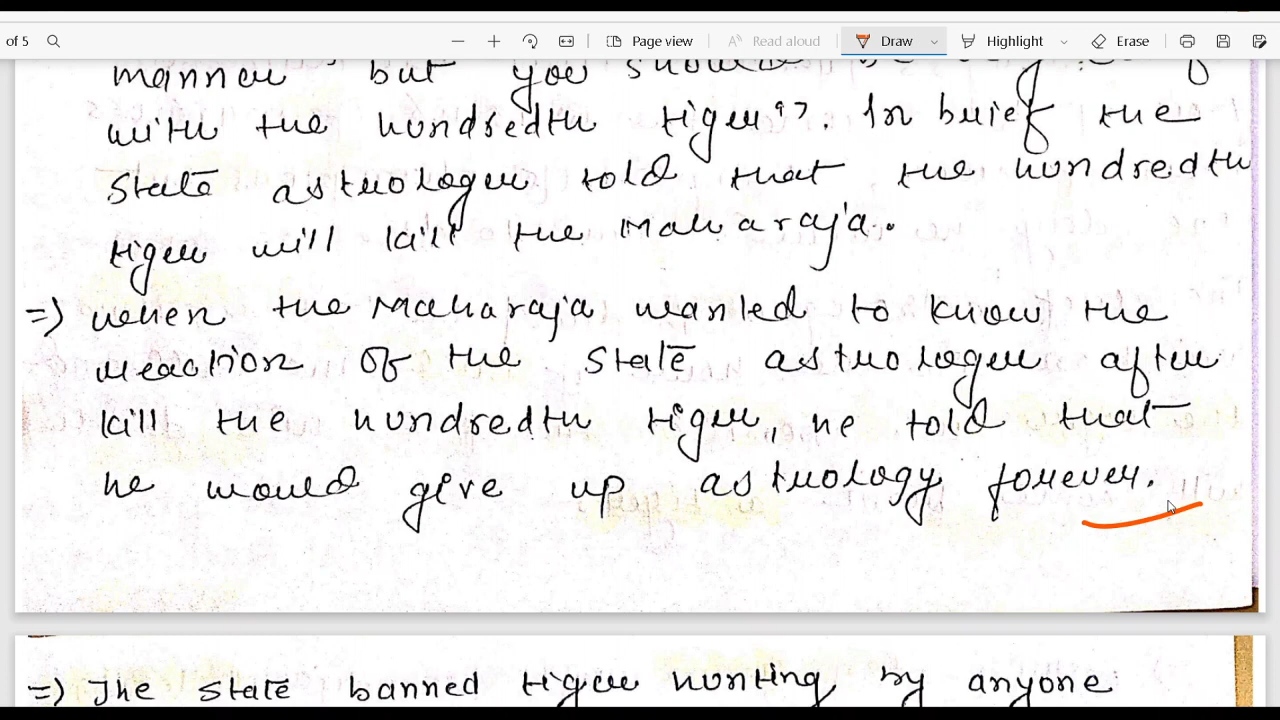 of 5 Page view Read aloud Draw Highlight Erase
manner but you should be
with the hundredth tiger". In brief the
State astrologer told that the hundredth
tiger will kill the Maharaja.
=> when the Maharaja wanted to know the
reaction of the State astrologer after
kill the hundredth tiger, he told that
he would give up astrology forever.
=> The State banned tiger hunting by anyone